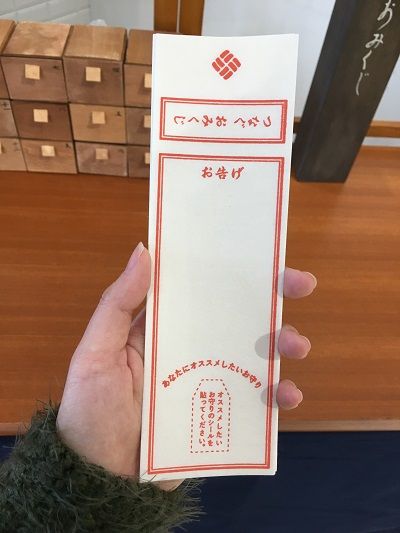 おみくじ
つなぐ おみくじ
お告げ
あなたにオススメしたいお守り
オススメしたい
お守りのシールを
貼ってください。